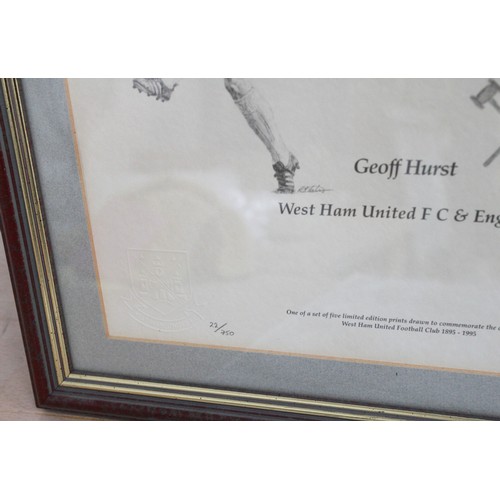 Geoff Hurst
West Ham United F C & Eng
One of a set of five limited edition prints drawn to commemorate the
West Ham United Football Club 1895 - 1995
22/450